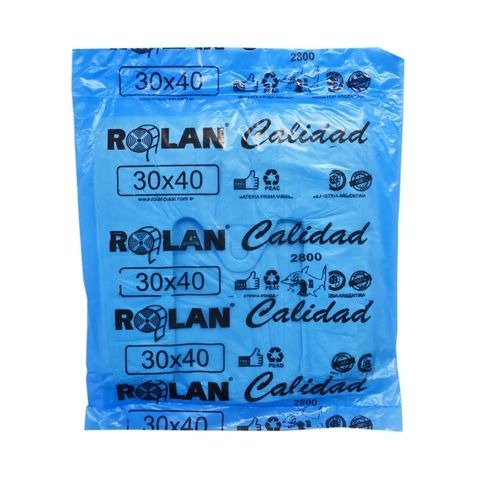 2800
30x40
ROLAN® Calidad
30x40
PEAD
MATERIA PRIMA VIRGEN
INDUSTRIA ARGENTINA
ROLAN® Calidad
2800
30x40
PEAD
ROLAN® Calidad
30x40
PEAD
ROLAN® Calidad
2800
30x40